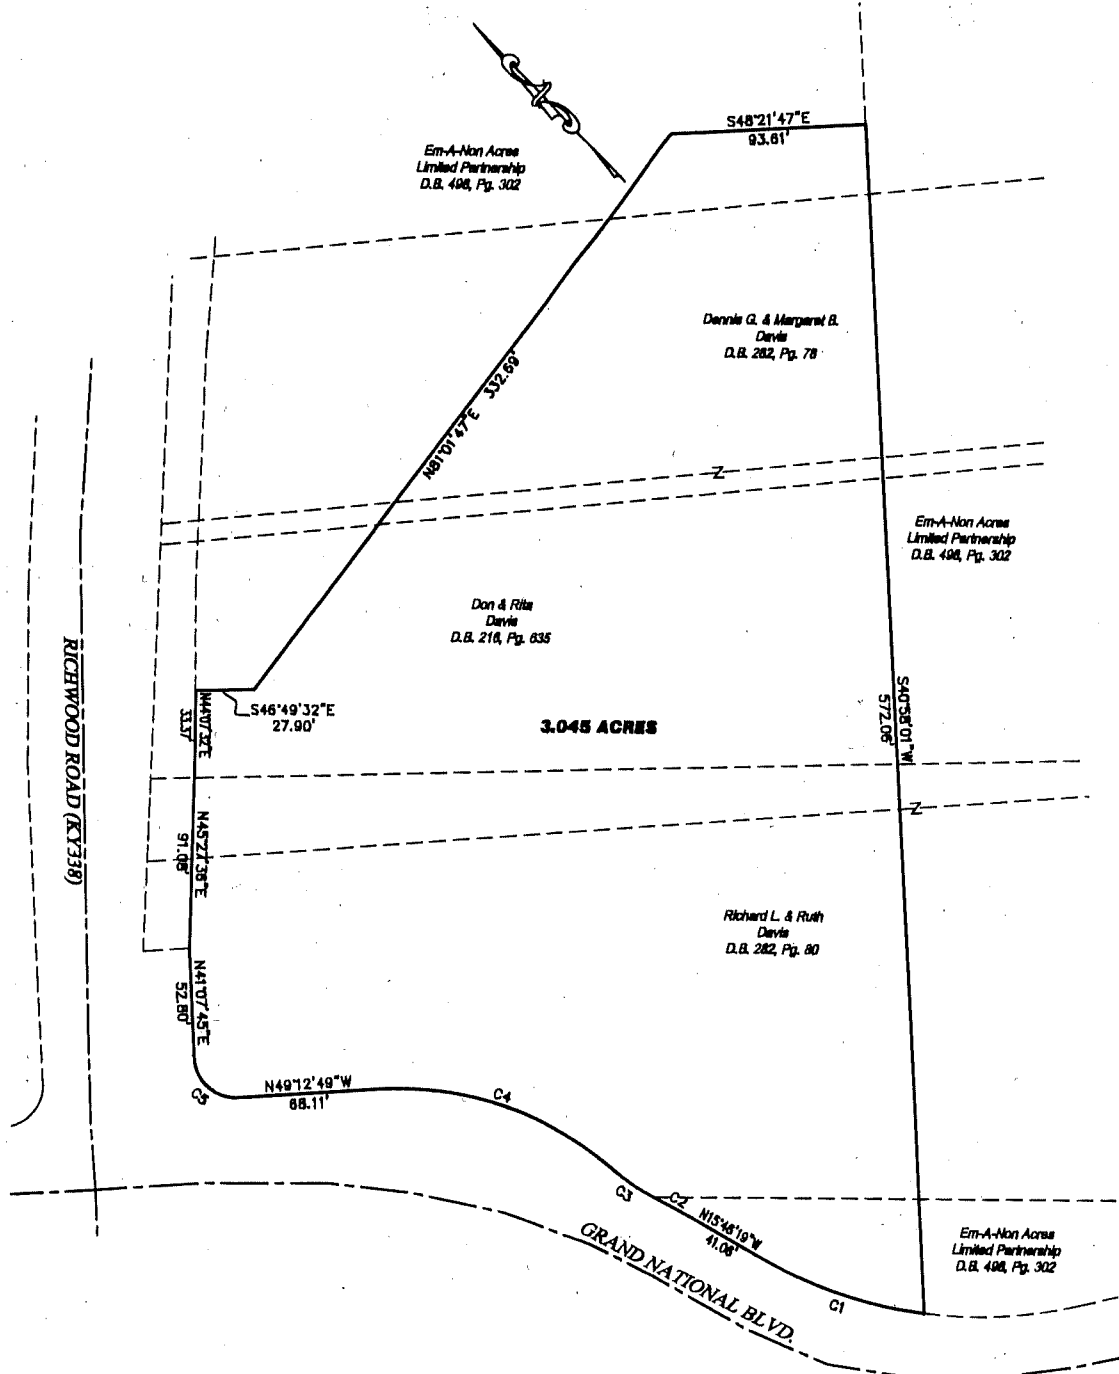 S48°21'47"E
93.61'
Em-A-Non Acres
Limited Partnership
D.B. 498, Pg. 302
Dennis G. & Margaret B.
Davis
D.B. 282, Pg. 78
N81°01'47"E 332.69'
Z
Em-A-Non Acres
Limited Partnership
D.B. 498, Pg. 302
Don & Rita
Davis
D.B. 216, Pg. 635
RICHWOOD ROAD (KY338)
N44°07'32"E
33.37'
S46°49'32"E
27.90'
3.045 ACRES
S40°58'01"W
572.06'
Z
N45°27'38"E
91.08'
Richard L. & Ruth
Davis
D.B. 282, Pg. 80
N41°07'45"E
52.80'
C5
N49°12'49"W
68.11'
C4
C3
C2
N15°46'19"W
41.06'
GRAND NATIONAL BLVD.
C1
Em-A-Non Acres
Limited Partnership
D.B. 498, Pg. 302